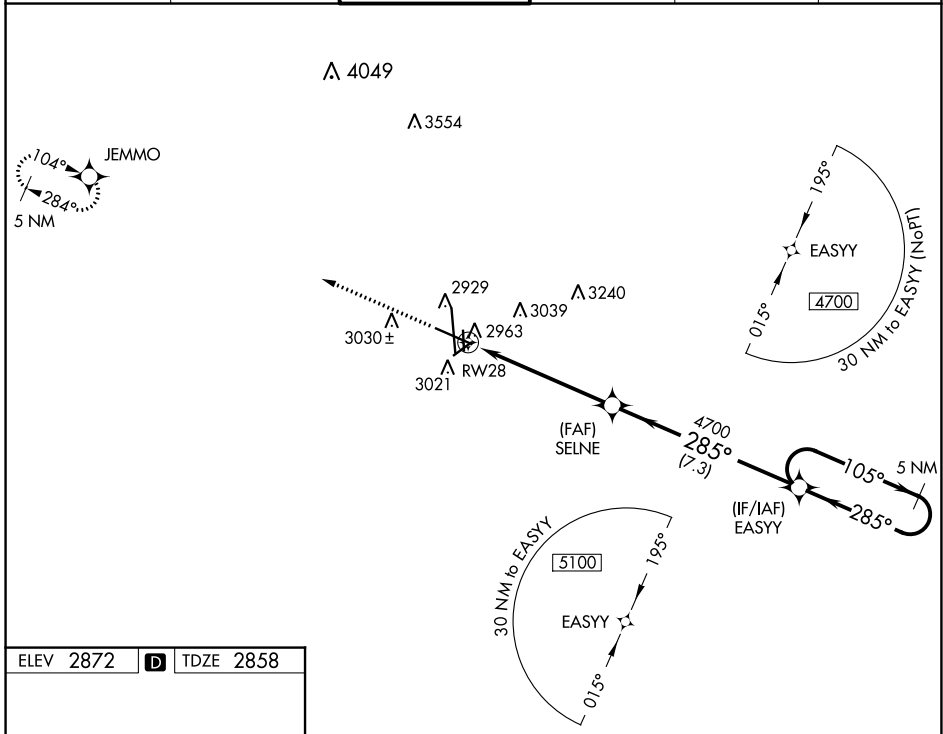 4049
3554
JEMMO
104°
284°
5 NM
195°
EASYY
4700
015°
30 NM to EASYY (NoPT)
2929
3240
3039
2963
3030±
3021
RW28
(FAF)
SELNE
4700
285°
(7.3)
105°
5 NM
285°
(IF/IAF)
EASYY
30 NM to EASYY
5100
195°
EASYY
015°
ELEV 2872 D TDZE 2858